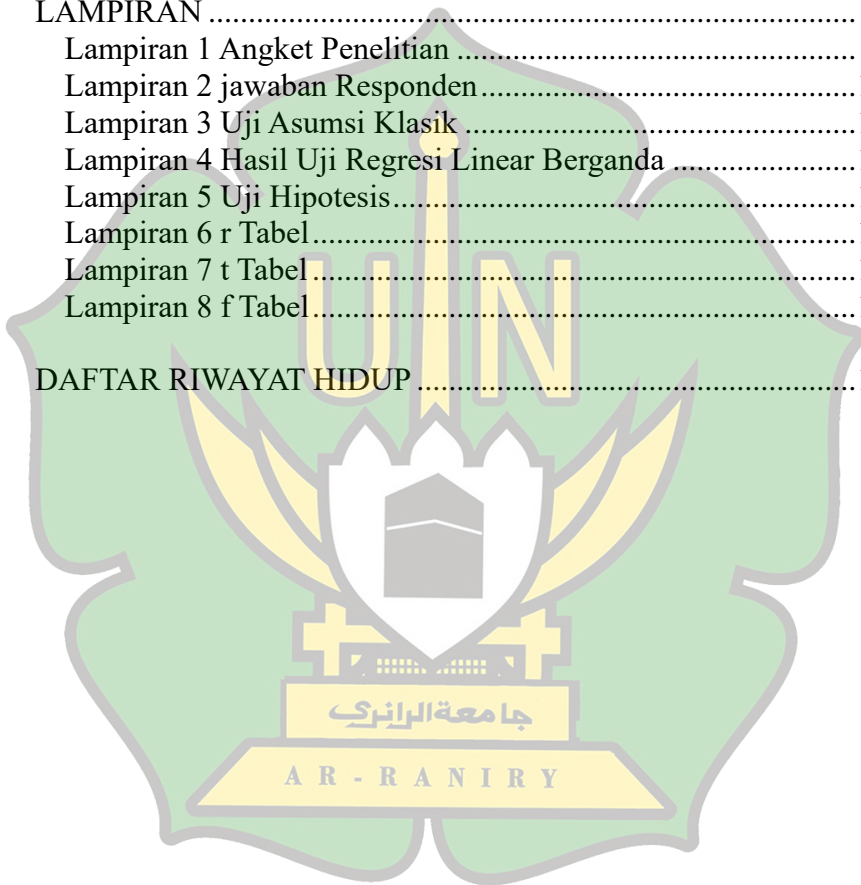 LAMPIRAN ....................................................................................
Lampiran 1 Angket Penelitian ....................................................
Lampiran 2 jawaban Responden.................................................
Lampiran 3 Uji Asumsi Klasik ...................................................
Lampiran 4 Hasil Uji Regresi Linear Berganda ........................
Lampiran 5 Uji Hipotesis............................................................
Lampiran 6 r Tabel......................................................................
Lampiran 7 t Tabel......................................................................
Lampiran 8 f Tabel......................................................................
DAFTAR RIWAYAT HIDUP .........................................................
UIN
جامعةالرانري
AR-RANIRY